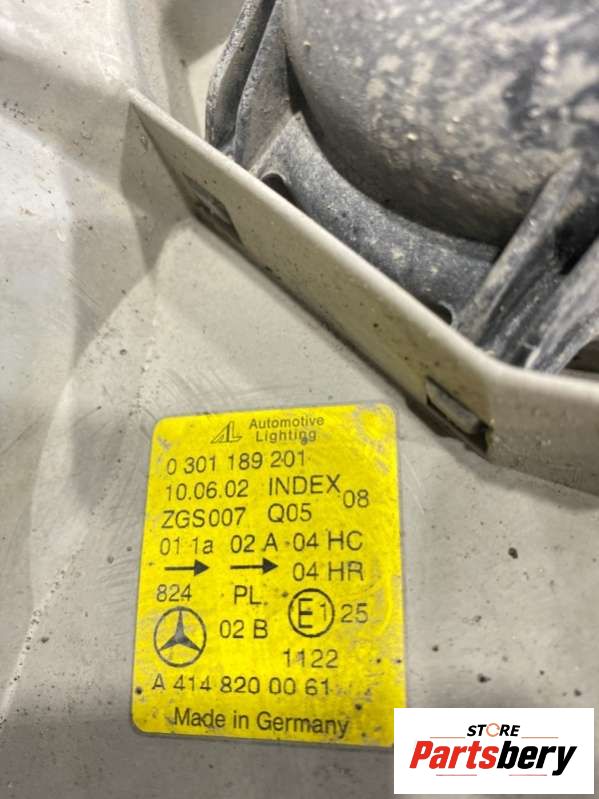 AL Automotive
Lighting
0 301 189 201
10.06.02 INDEX 08
ZGS007 Q05
01 1a 02 A 04 HC
04 HR
824 PL
02 B E1 25
1122
A 414 820 00 61
Made in Germany
STORE
Partsbery